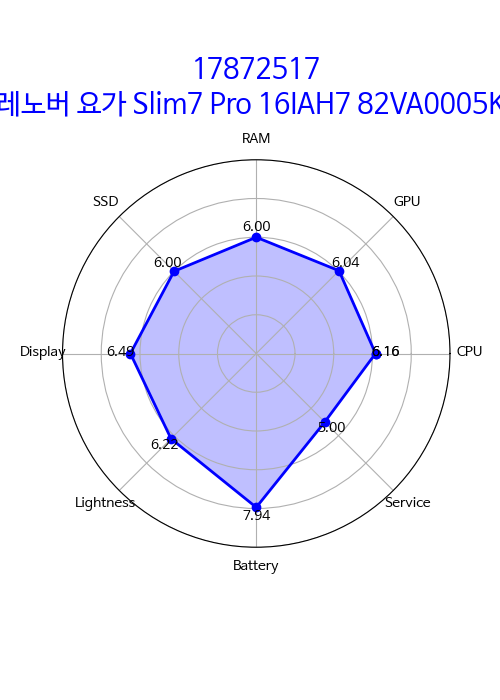 17872517
레노버 요가 Slim7 Pro 16IAH7 82VA0005K
RAM
SSD
GPU
6.00
6.00
6.04
Display
6.49
6.16
CPU
5.00
6.22
Lightness
Service
7.94
Battery